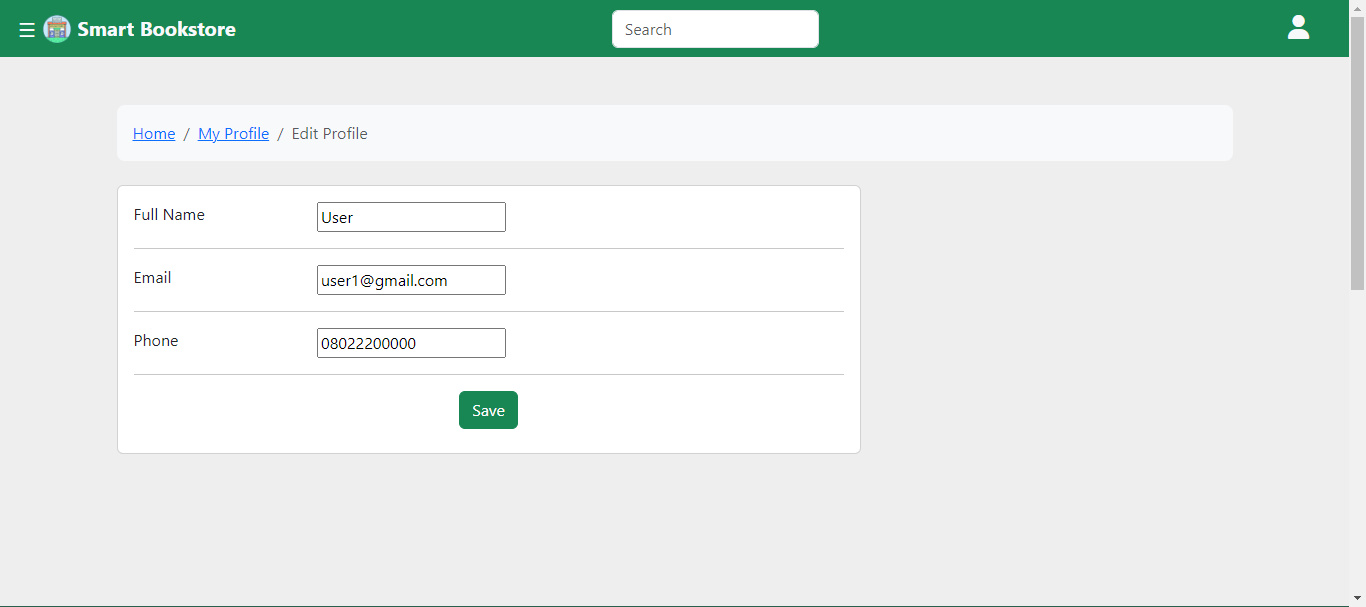 ☰ Smart Bookstore Search
Home / My Profile / Edit Profile
Full Name User
Email user1@gmail.com
Phone 08022200000
Save